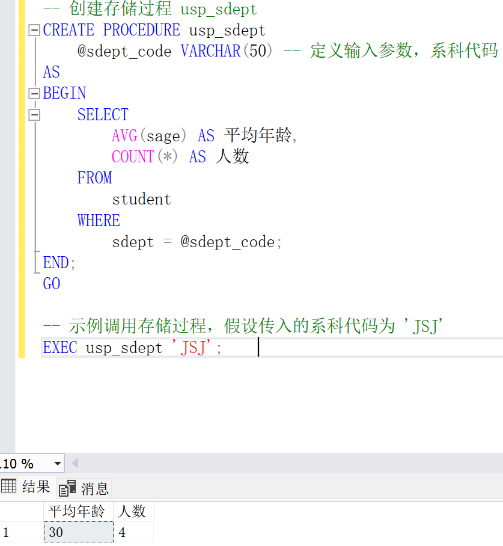 -- 创建存储过程 usp_sdept
CREATE PROCEDURE usp_sdept
@sdept_code VARCHAR(50) -- 定义输入参数，系科代码
AS
BEGIN
SELECT
AVG(sage) AS 平均年龄,
COUNT(*) AS 人数
FROM
student
WHERE
sdept = @sdept_code;
END;
GO
-- 示例调用存储过程，假设传入的系科代码为 'JSJ'
EXEC usp_sdept 'JSJ';
10 %
结果 消息
平均年龄 人数
1 30 4